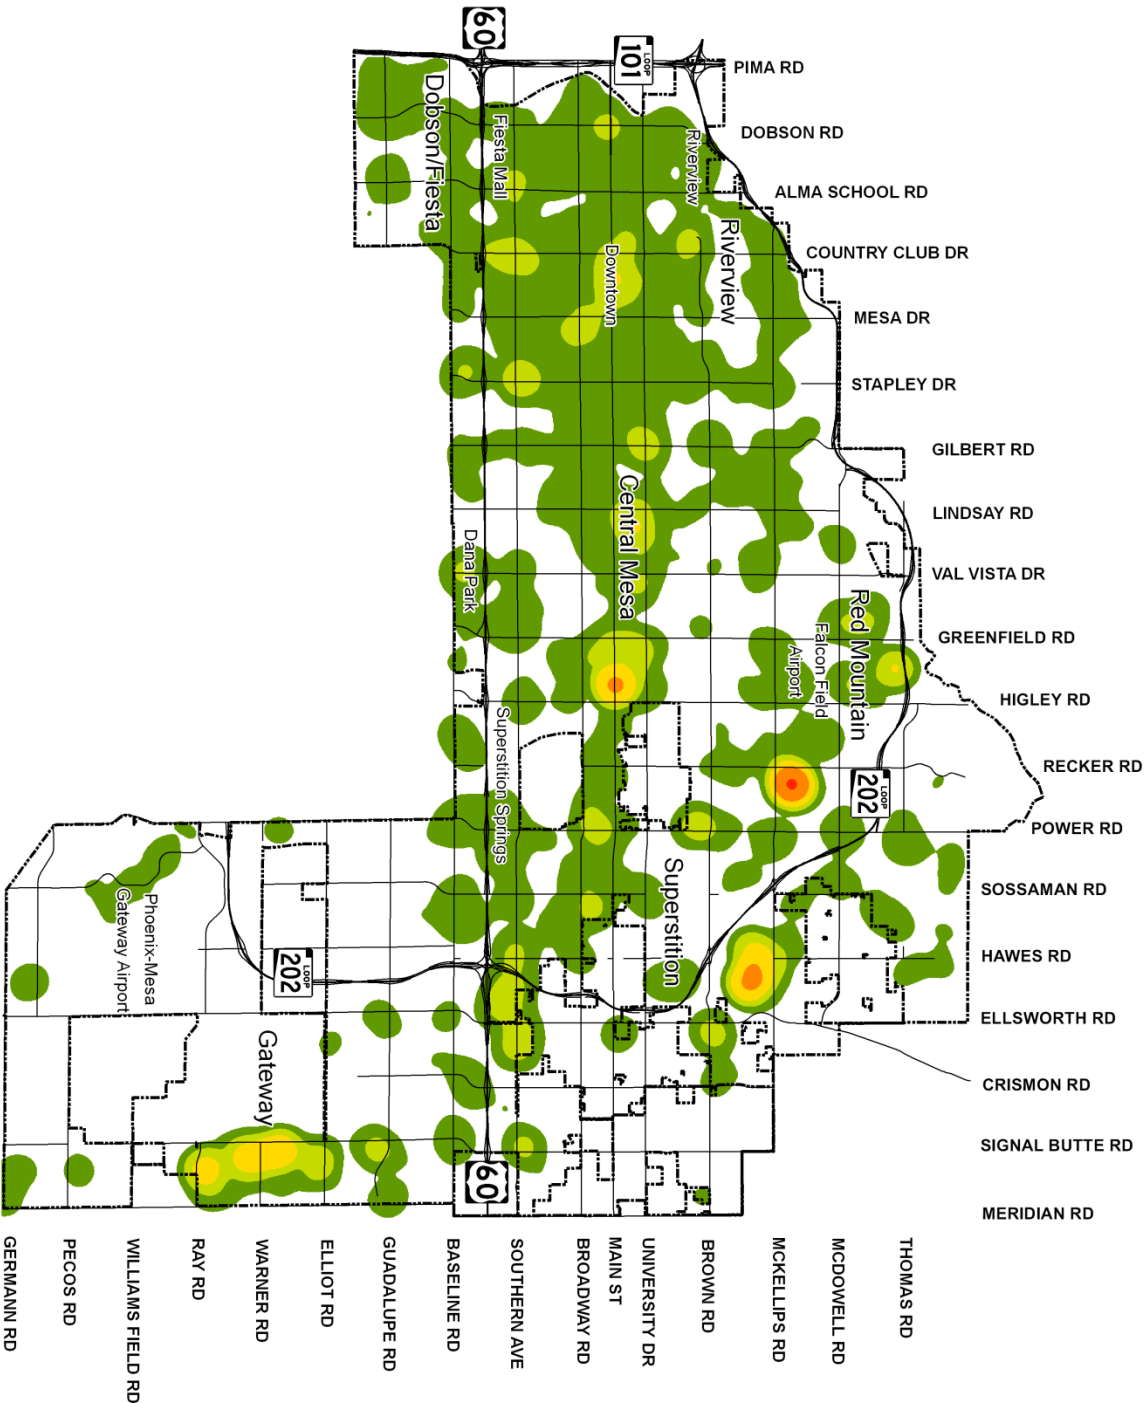 60
LOOP
101
PIMA RD
DOBSON RD
ALMA SCHOOL RD
COUNTRY CLUB DR
MESA DR
STAPLEY DR
GILBERT RD
LINDSAY RD
VAL VISTA DR
GREENFIELD RD
HIGLEY RD
RECKER RD
POWER RD
SOSSAMAN RD
HAWES RD
ELLSWORTH RD
CRISMON RD
SIGNAL BUTTE RD
MERIDIAN RD
Dobson/Fiesta
Fiesta Mall
Riverview
Riverview
Downtown
Central Mesa
Dana Park
Red Mountain
Falcon Field
Airport
LOOP
202
Superstition Springs
Superstition
Phoenix-Mesa
Gateway Airport
LOOP
202
Gateway
60
GERMANN RD
PECOS RD
WILLIAMS FIELD RD
RAY RD
WARNER RD
ELLIOT RD
GUADALUPE RD
BASELINE RD
SOUTHERN AVE
BROADWAY RD
MAIN ST
UNIVERSITY DR
BROWN RD
MCKELLIPS RD
MCDOWELL RD
THOMAS RD